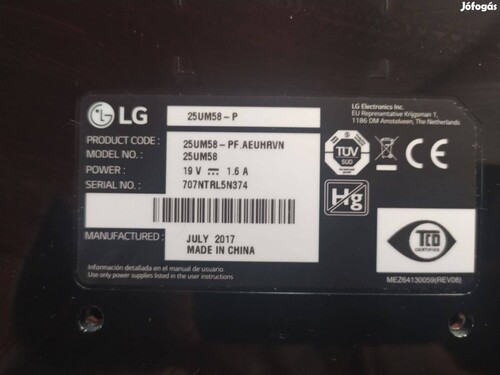 Jófogás
LG
25UM58-P
LG Electronics Inc.
EU Representative Krijgsman 1,
1186 DM Amstelveen, The Netherlands
PRODUCT CODE : 25UM58-PF.AEUHRVN
MODEL NO. : 25UM58
POWER : 19 V ⎓ 1.6 A
SERIAL NO. : 707NTRL5N374
TÜV
SUD
CE
Hg
MANUFACTURED : JULY 2017
MADE IN CHINA
TCO
CERTIFIED
Información detallada en el manual de usuario.
Use only power supplies listed in the user instructions
MEZ64130059(REV08)